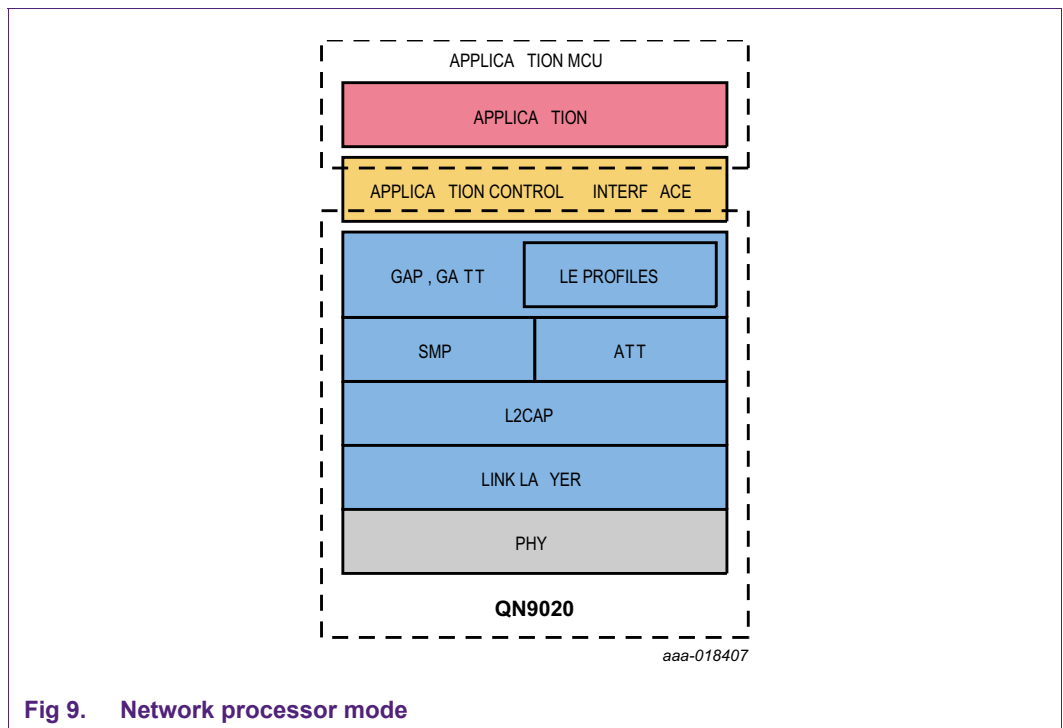 APPLICA TION MCU
APPLICA TION
APPLICA TION CONTROL INTERF ACE
GAP , GA TT
LE PROFILES
SMP
ATT
L2CAP
LINK LA YER
PHY
QN9020
aaa-018407
Fig 9. Network processor mode